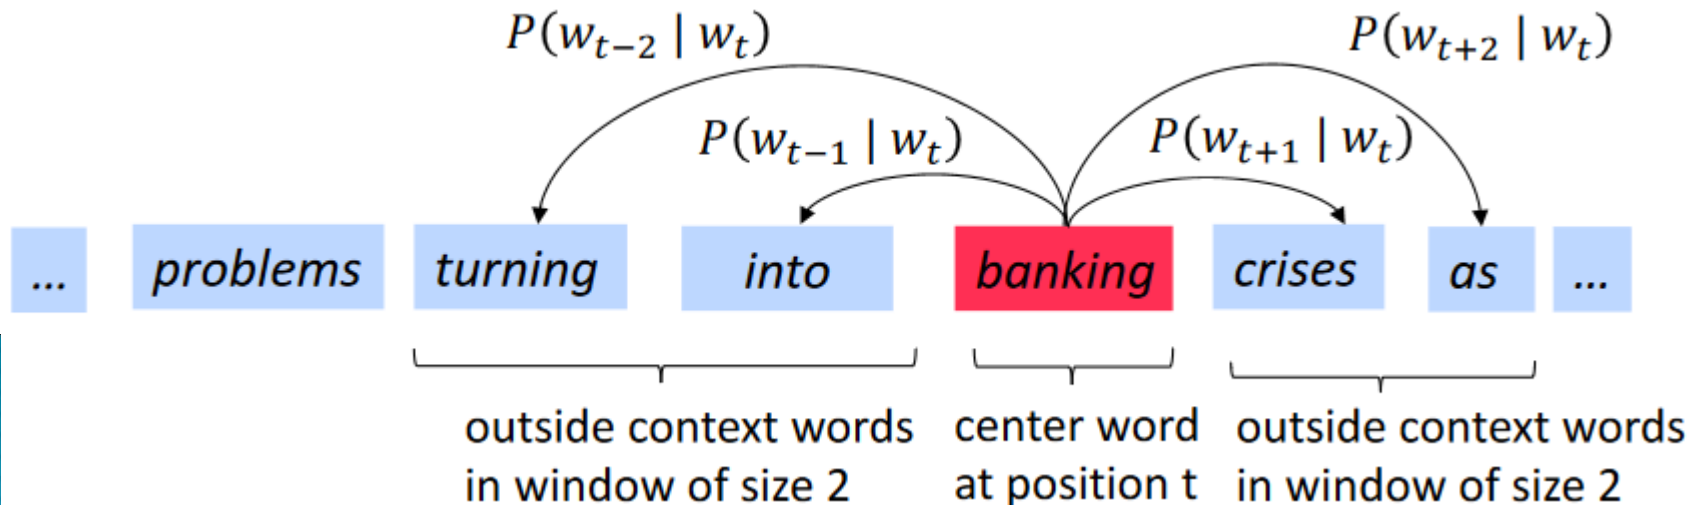 P(w_{t−2} | w_t) P(w_{t+2} | w_t)
P(w_{t−1} | w_t) P(w_{t+1} | w_t)
... problems turning into banking crises as ...
outside context words center word outside context words
in window of size 2 at position t in window of size 2